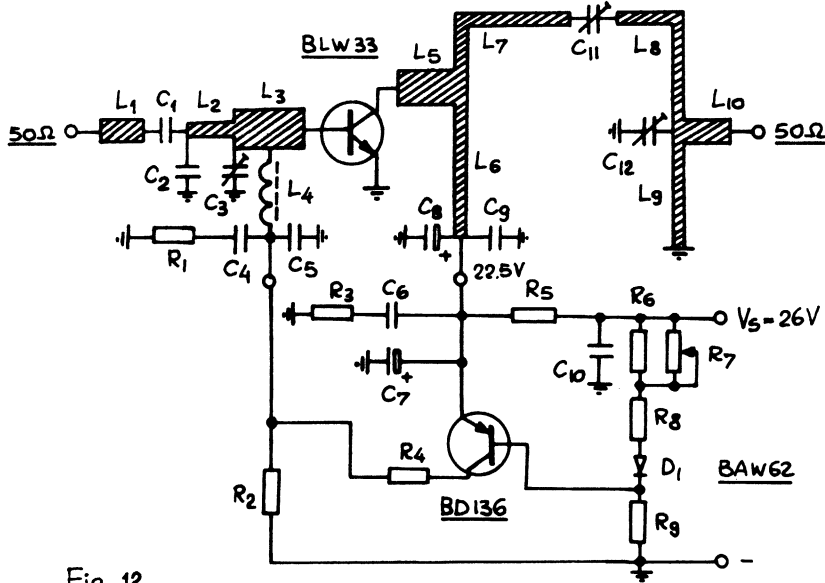 BLW33
L7
C11
L8
L5
50Ω
L1
C1
L2
L3
L10
50Ω
C12
C2
C3
L4
L6
L9
C8
C9
+
R1
C4
C5
22.5V
R3
C6
R5
R6
Vs=26V
C10
R7
C7
+
R8
R4
D1
BAW62
R2
BD136
R9
-
Fig. 12